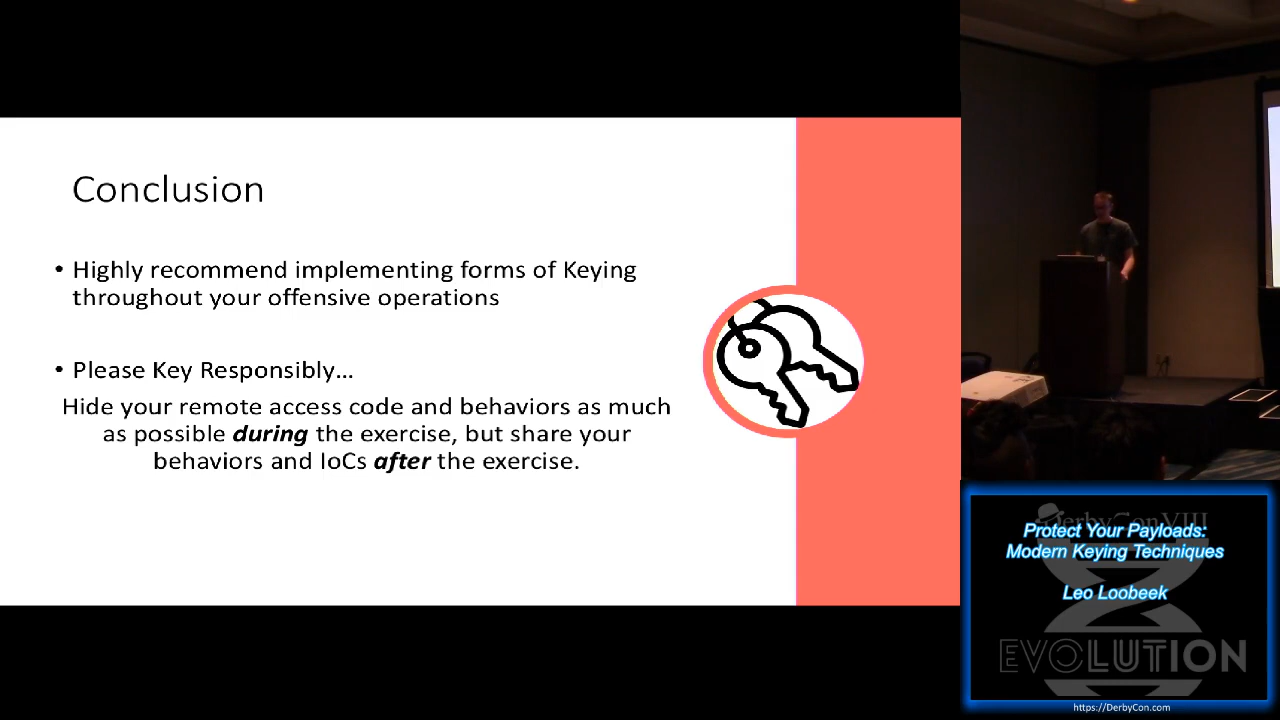 Conclusion
• Highly recommend implementing forms of Keying
throughout your offensive operations
• Please Key Responsibly...
Hide your remote access code and behaviors as much
as possible during the exercise, but share your
behaviors and IoCs after the exercise.
DerbyCon VIII
Protect Your Payloads:
Modern Keying Techniques
Leo Loobeek
EVOLUTION
https://DerbyCon.com